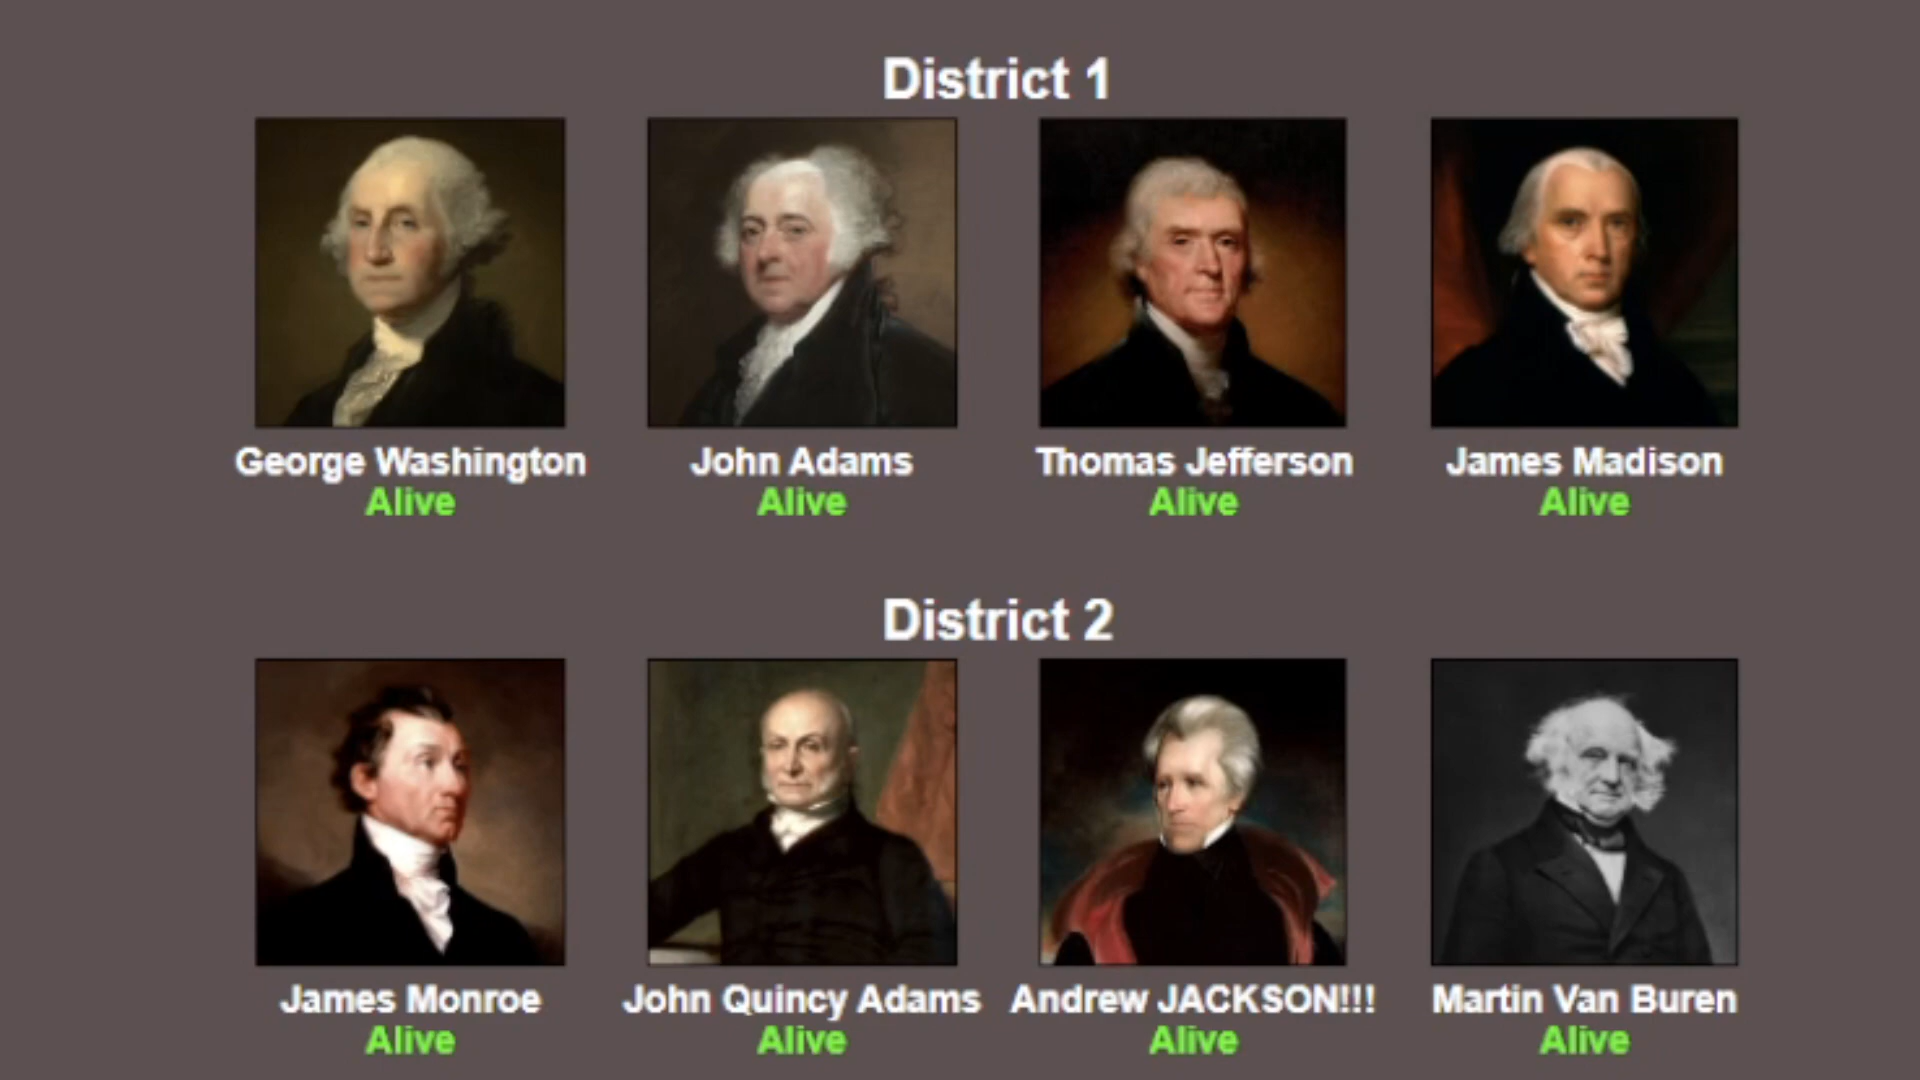 District 1
George Washington
Alive
John Adams
Alive
Thomas Jefferson
Alive
James Madison
Alive
District 2
James Monroe
Alive
John Quincy Adams
Alive
Andrew JACKSON!!!
Alive
Martin Van Buren
Alive